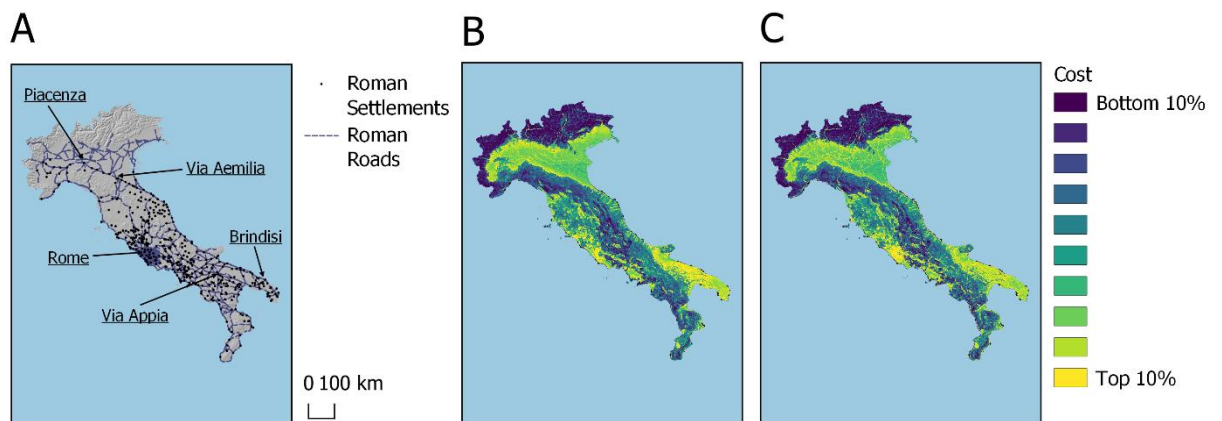 A
Piacenza
Via Aemilia
Brindisi
Rome
Via Appia
Roman
Settlements
Roman
Roads
0 100 km
B
C
Cost
Bottom 10%
Top 10%